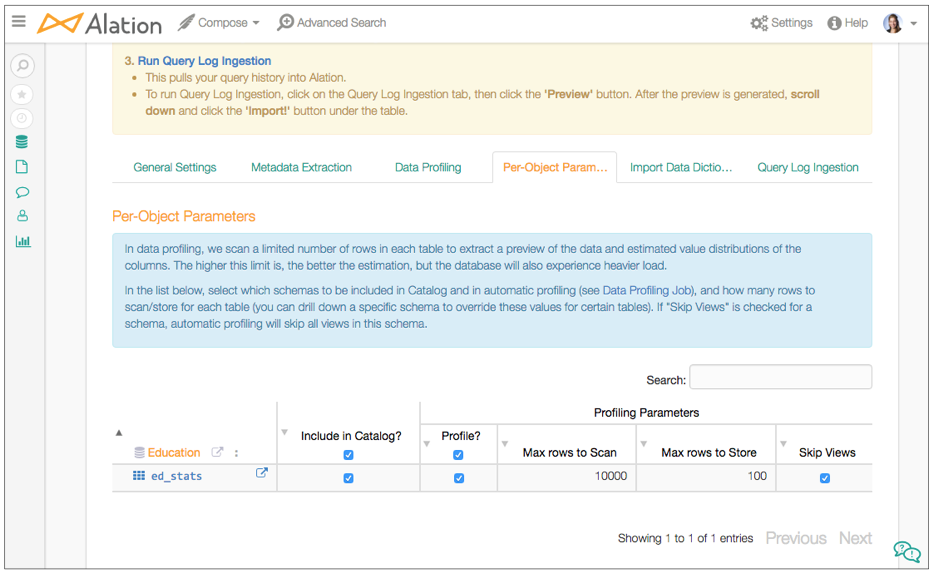 Alation Compose Advanced Search Settings Help
3. Run Query Log Ingestion
• This pulls your query history into Alation.
• To run Query Log Ingestion, click on the Query Log Ingestion tab, then click the 'Preview' button. After the preview is generated, scroll
down and click the 'Import!' button under the table.
General Settings Metadata Extraction Data Profiling Per-Object Param... Import Data Dictio... Query Log Ingestion
Per-Object Parameters
In data profiling, we scan a limited number of rows in each table to extract a preview of the data and estimated value distributions of the
columns. The higher this limit is, the better the estimation, but the database will also experience heavier load.
In the list below, select which schemas to be included in Catalog and in automatic profiling (see Data Profiling Job), and how many rows to
scan/store for each table (you can drill down a specific schema to override these values for certain tables). If "Skip Views" is checked for a
schema, automatic profiling will skip all views in this schema.
Search:
Profiling Parameters
Include in Catalog? Profile?
Education : Max rows to Scan Max rows to Store Skip Views
ed_stats 10000 100
Showing 1 to 1 of 1 entries Previous Next